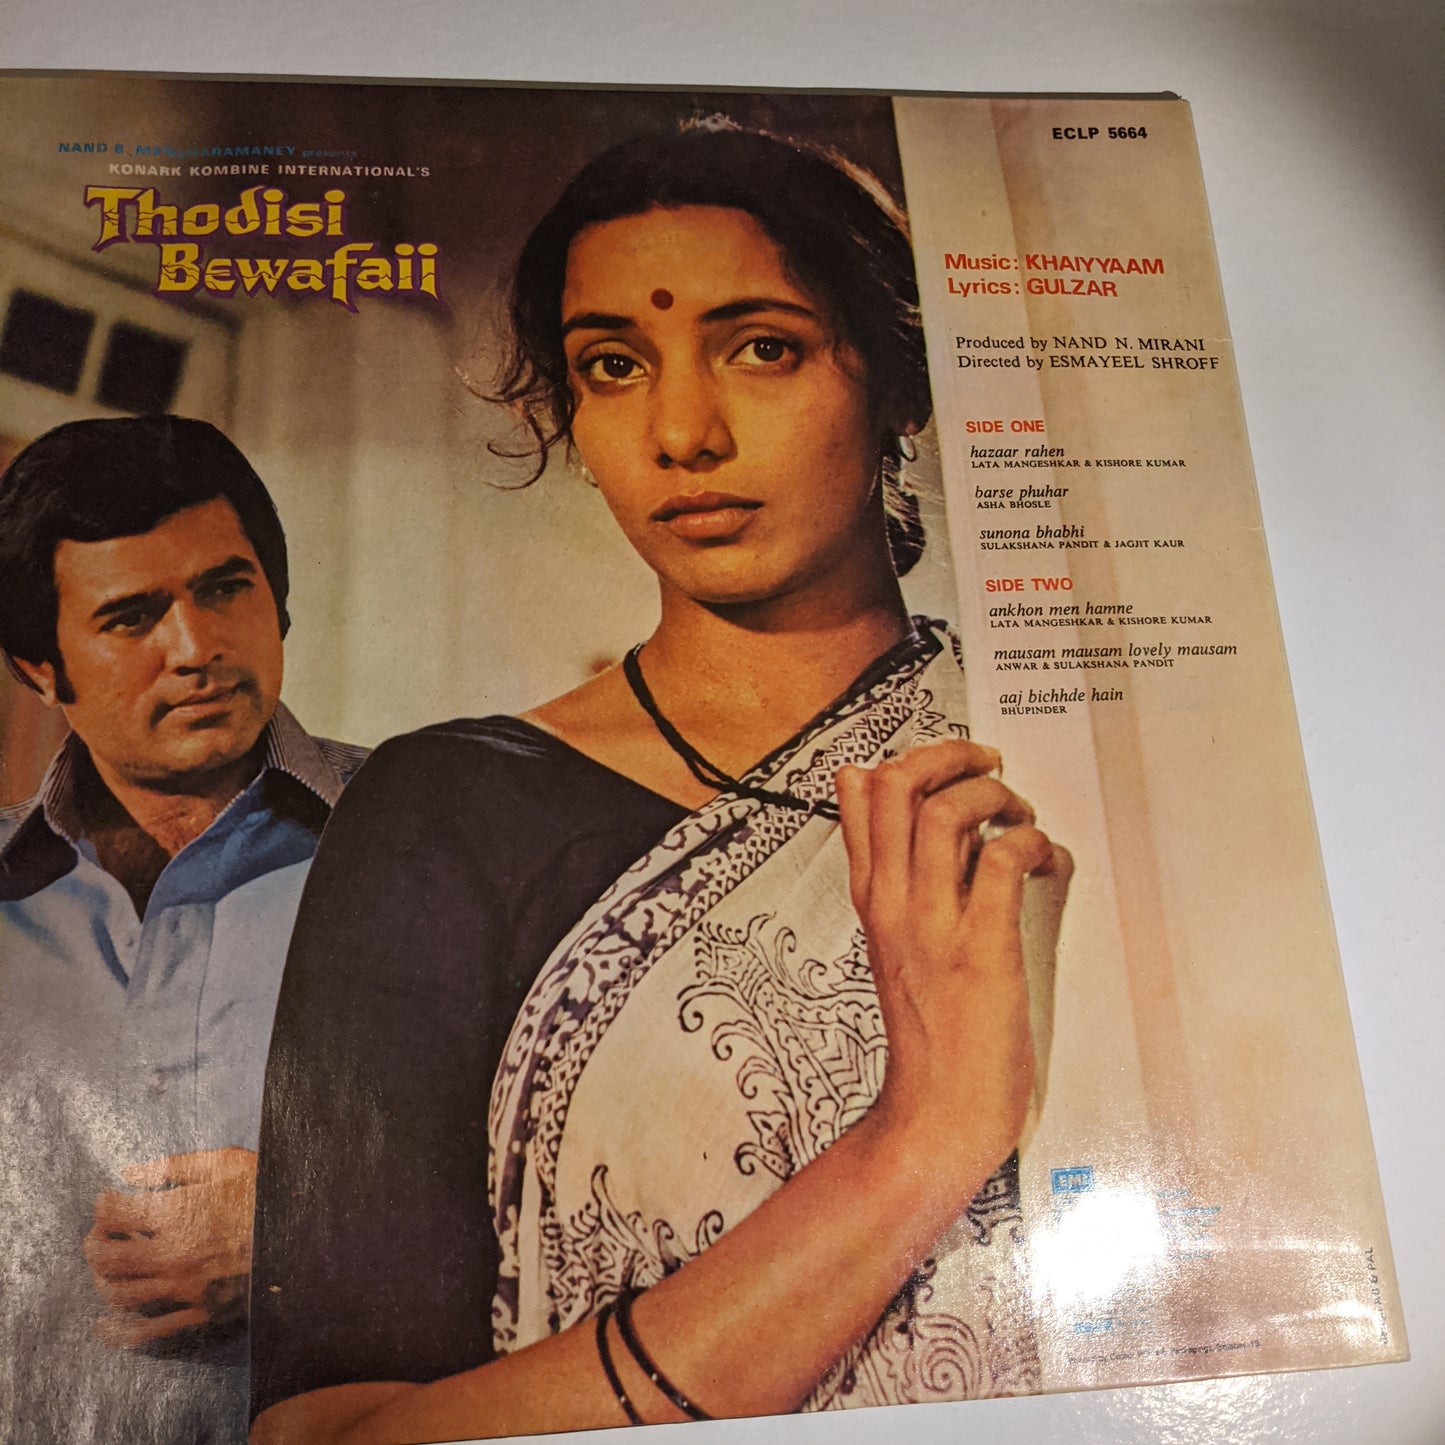 NAND B. presents
KONARK KOMBINE INTERNATIONAL'S
Thodisi
Bewafaii
ECLP 5664
Music: KHAIYYAAM
Lyrics: GULZAR
Produced by NAND N. MIRANI
Directed by ESMAYEEL SHROFF
SIDE ONE
hazaar rahen
LATA MANGESHKAR & KISHORE KUMAR
barse phuhar
ASHA BHOSLE
sunona bhabhi
SULAKSHANA PANDIT & JAGJIT KAUR
SIDE TWO
ankhon men hamne
LATA MANGESHKAR & KISHORE KUMAR
mausam mausam lovely mausam
ANWAR & SULAKSHANA PANDIT
aaj bichhde hain
BHUPINDER
EMI
& PAL